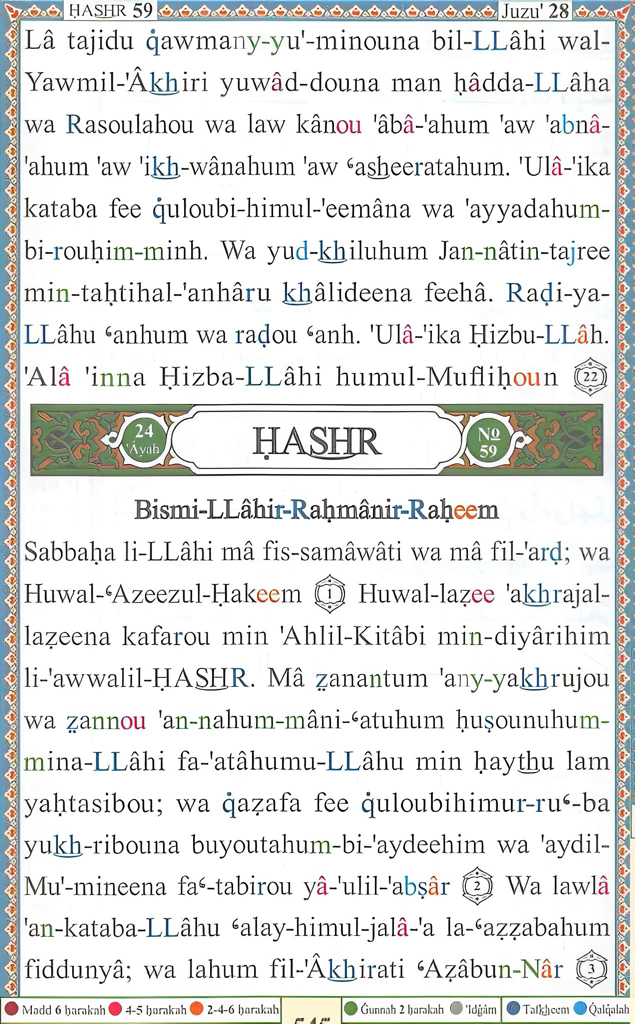 ḤASHR 59
Juzu' 28
Lâ tajidu q̇awmany-yu'-minouna bil-LLâhi wal-
Yawmil-'Âkhiri yuwâd-douna man ḥâdda-LLâha
wa Rasoulahou wa law kânou 'âbâ-'ahum 'aw 'abnâ-
'ahum 'aw 'ikh-wânahum 'aw ʿasheeratahum. 'Ulâ-'ika
kataba fee q̇uloubi-himul-'eemâna wa 'ayyadahum-
bi-rouḥim-minh. Wa yud-khiluhum Jan-nâtin-tajree
min-taḥtihal-'anhâru khâlideena feehâ. Raḍi-ya-
LLâhu ʿanhum wa raḍou ʿanh. 'Ulâ-'ika Ḥizbu-LLâh.
'Alâ 'inna Ḥizba-LLâhi humul-Mufliḥoun 22
24
'Âyah
ḤASHR
No
59
Bismi-LLâhir-Raḥmânir-Raḥeem
Sabbaḥa li-LLâhi mâ fis-samâwâti wa mâ fil-'arḍ; wa
Huwal-ʿAzeezul-Ḥakeem 1 Huwal-laẓee 'akhrajal-
laẓeena kafarou min 'Ahlil-Kitâbi min-diyârihim
li-'awwalil-ḤASHR. Mâ ẓanantum 'any-yakhrujou
wa ẓannou 'an-nahum-mâni-ʿatuhum ḥuṣounuhum-
mina-LLâhi fa-'atâhumu-LLâhu min ḥaythu lam
yaḥtasibou; wa q̇aẓafa fee q̇uloubihimur-ruʿ-ba
yukh-ribouna buyoutahum-bi-'aydeehim wa 'aydil-
Mu'-mineena faʿ-tabirou yâ-'ulil-'abṣâr 2 Wa lawlâ
'an-kataba-LLâhu ʿalay-himul-jalâ-'a la-ʿaẓẓabahum
fiddunyâ; wa lahum fil-'Âkhirati ʿAẓâbun-Nâr 3
Madd 6 ḥarakah 4-5 ḥarakah 2-4-6 ḥarakah
Ġunnah 2 ḥarakah 'Idġâm Tafkheem Q̇alq̇alah